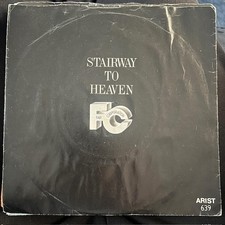 STAIRWAY
TO
HEAVEN
FC
ARIST
639